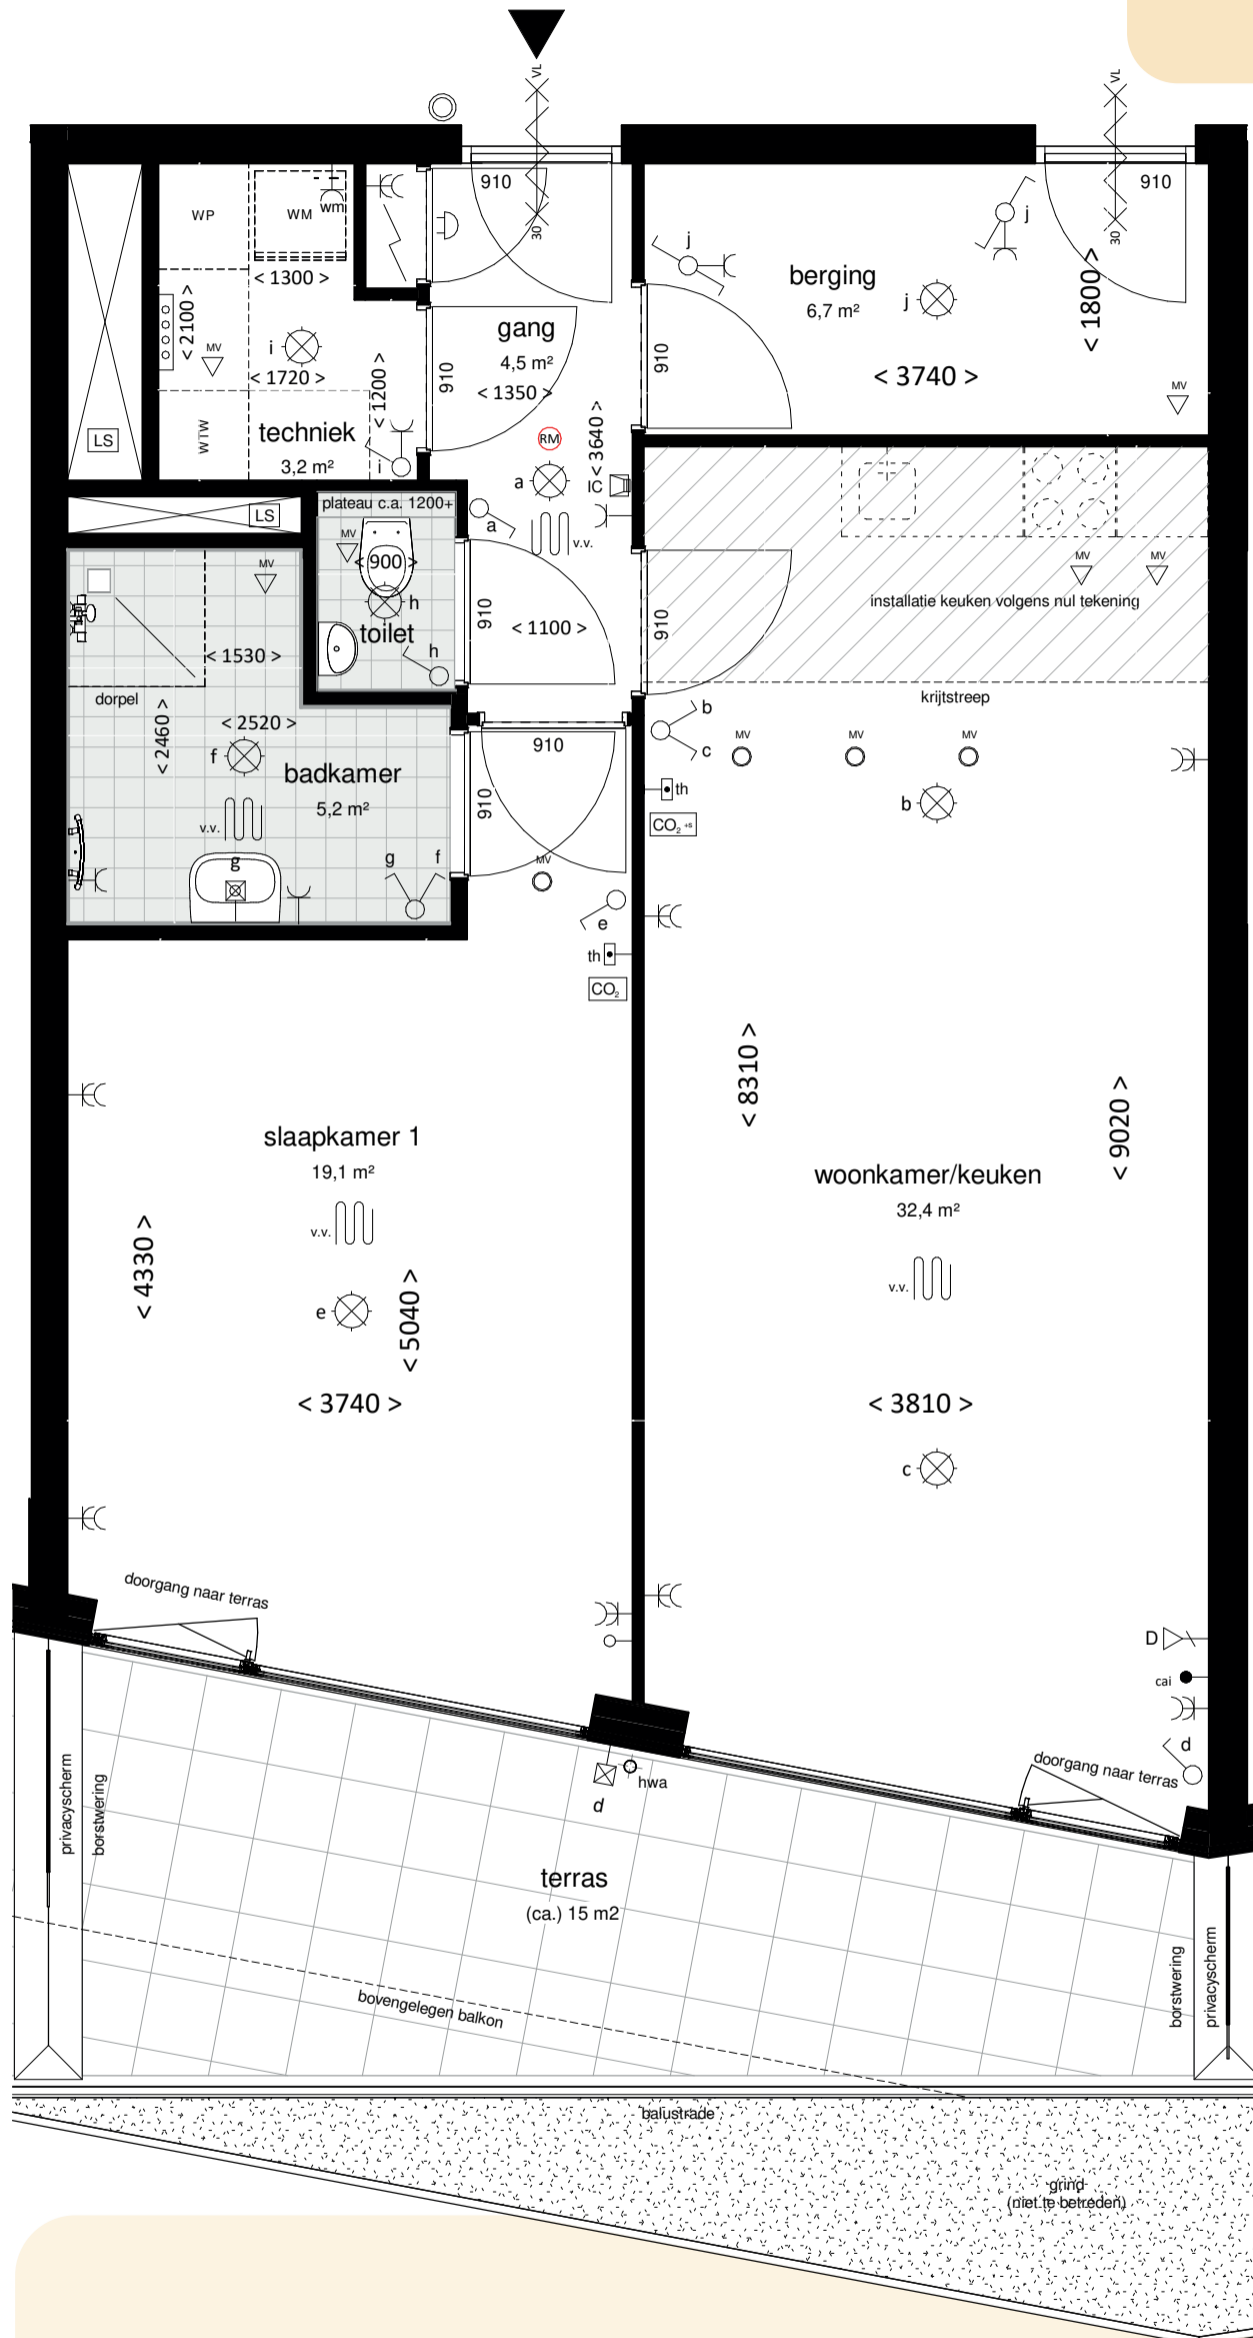 VL
VL
910
910
WP
WM
wm
30
30
j
j
< 1300 >
berging
6,7 m²
j
< 1800 >
< 2100 >
MV
i
< 1720 >
gang
4,5 m²
< 1350 >
910
910
< 3740 >
MV
< 1200 >
WTW
techniek
3,2 m²
i
LS
RM
a
IC
< 3640 >
LS
plateau c.a. 1200+
a
v.v.
MV
< 900 >
h
toilet
h
MV
910
< 1100 >
910
MV
MV
installatie keuken volgens nul tekening
krijtstreep
< 1530 >
dorpel
< 2460 >
< 2520 >
f
badkamer
5,2 m²
v.v.
g
g
f
910
910
MV
e
th
CO2
b
c
th
CO2 +5
MV
MV
MV
b
< 8310 >
< 9020 >
slaapkamer 1
19,1 m²
v.v.
e
< 4330 >
< 5040 >
< 3740 >
woonkamer/keuken
32,4 m²
v.v.
< 3810 >
c
doorgang naar terras
D
cai
d
doorgang naar terras
hwa
d
privacyscherm
borstwering
terras
(ca.) 15 m2
bovengelegen balkon
borstwering
privacyscherm
balustrade
grind
(niet te betreden)